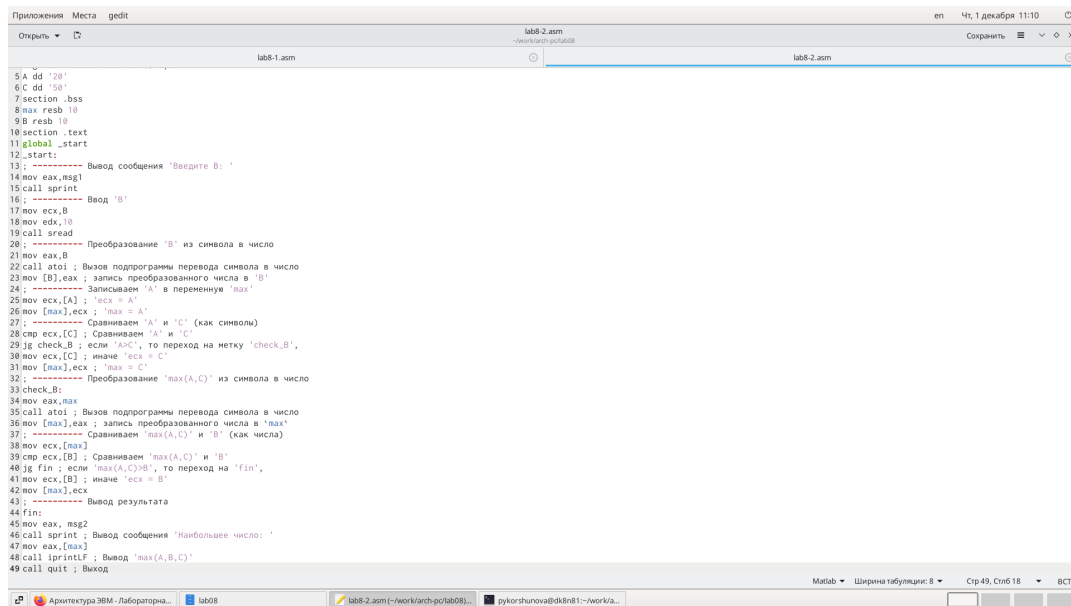 Приложения Места gedit en Чт, 1 декабря 11:10
Открыть lab8-2.asm Сохранить
~/work/arch-pc/lab08
lab8-1.asm lab8-2.asm
5 A dd '20'
6 C dd '50'
7 section .bss
8 max resb 10
9 B resb 10
10 section .text
11 global _start
12 _start:
13 ; ---------- Вывод сообщения 'Введите B: '
14 mov eax,msg1
15 call sprint
16 ; ---------- Ввод 'B'
17 mov ecx,B
18 mov edx,10
19 call sread
20 ; ---------- Преобразование 'B' из символа в число
21 mov eax,B
22 call atoi ; Вызов подпрограммы перевода символа в число
23 mov [B],eax ; запись преобразованного числа в 'B'
24 ; ---------- Записываем 'A' в переменную 'max'
25 mov ecx,[A] ; 'ecx = A'
26 mov [max],ecx ; 'max = A'
27 ; ---------- Сравниваем 'A' и 'С' (как символы)
28 cmp ecx,[C] ; Сравниваем 'A' и 'С'
29 jg check_B ; если 'A>C', то переход на метку 'check_B',
30 mov ecx,[C] ; иначе 'ecx = C'
31 mov [max],ecx ; 'max = C'
32 ; ---------- Преобразование 'max(A,C)' из символа в число
33 check_B:
34 mov eax,max
35 call atoi ; Вызов подпрограммы перевода символа в число
36 mov [max],eax ; запись преобразованного числа в `max`
37 ; ---------- Сравниваем 'max(A,C)' и 'B' (как числа)
38 mov ecx,[max]
39 cmp ecx,[B] ; Сравниваем 'max(A,C)' и 'B'
40 jg fin ; если 'max(A,C)>B', то переход на 'fin',
41 mov ecx,[B] ; иначе 'ecx = B'
42 mov [max],ecx
43 ; ---------- Вывод результата
44 fin:
45 mov eax, msg2
46 call sprint ; Вывод сообщения 'Наибольшее число: '
47 mov eax,[max]
48 call iprintLF ; Вывод 'max(A,B,C)'
49 call quit ; Выход
Matlab Ширина табуляции: 8 Стр 49, Стлб 18 ВСТ
Архитектура ЭВМ - Лабораторна... lab08 lab8-2.asm (~/work/arch-pc/lab08)... pykorshunova@dk8n81:~/work/a...